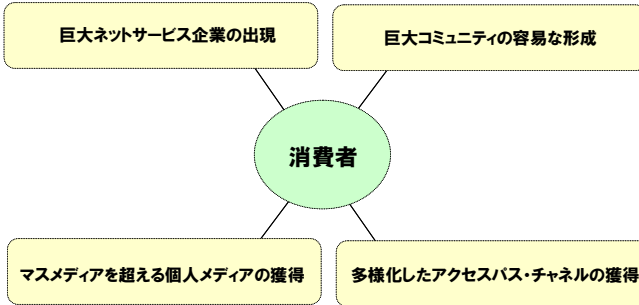 巨大ネットサービス企業の出現
巨大コミュニティの容易な形成
消費者
マスメディアを超える個人メディアの獲得
多様化したアクセスパス・チャネルの獲得